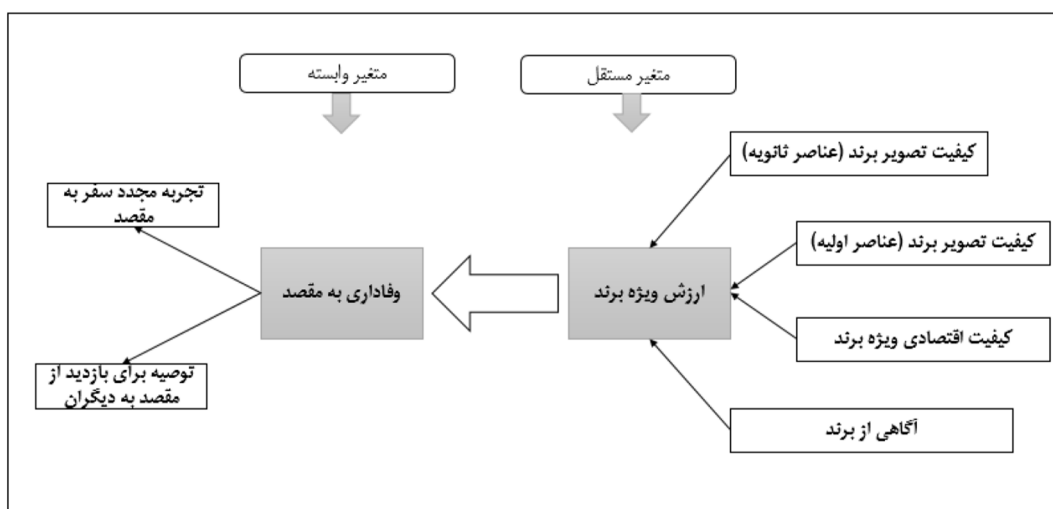 متغیر مستقل
متغیر وابسته
کیفیت تصویر برند (عناصر ثانویه)
کیفیت تصویر برند (عناصر اولیه)
ارزش ویژه برند
کیفیت اقتصادی ویژه برند
آگاهی از برند
وفاداری به مقصد
تجربه مجدد سفر به
مقصد
توصیه برای بازدید از
مقصد به دیگران